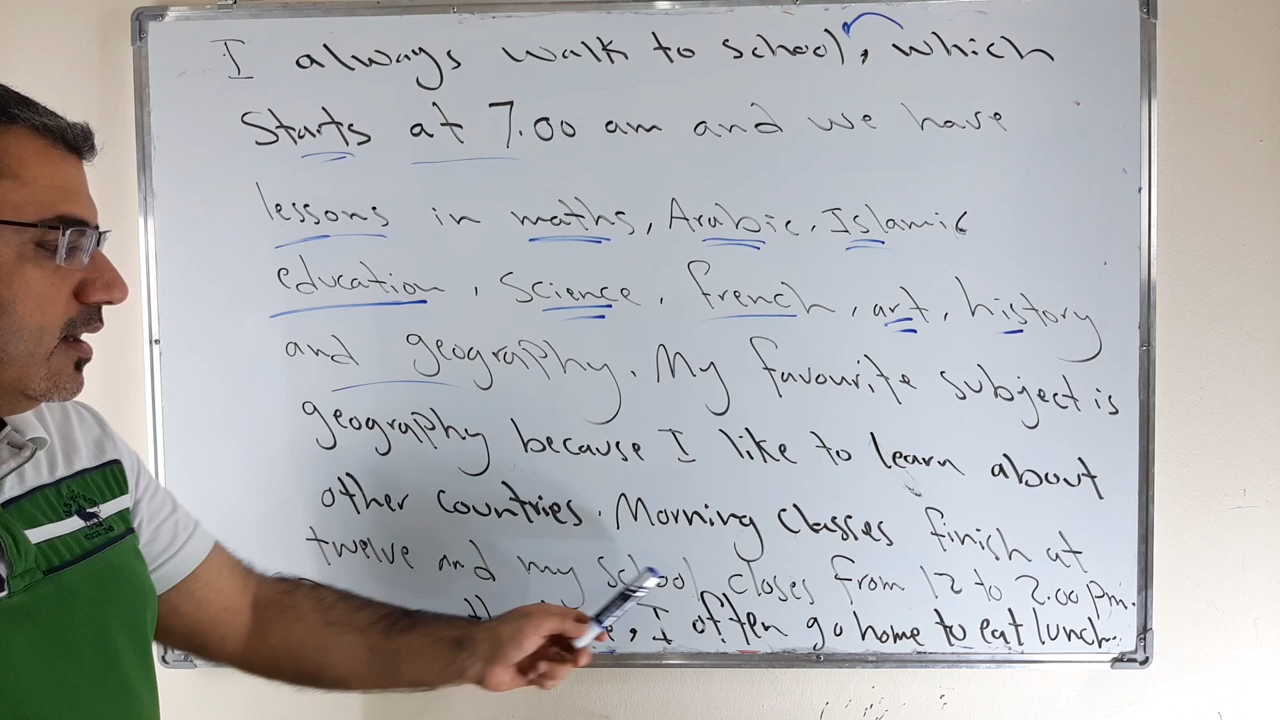 I always walk to school, which
Starts at 7.00 am and we have
lessons in maths, Arabic, Islamic
education, Science, french, art, history
and geography. My favourite subject is
geography because I like to learn about
other countries. Morning classes finish at
twelve and my school closes from 12 to 2.00 pm.
, I often go home to eat lunch.